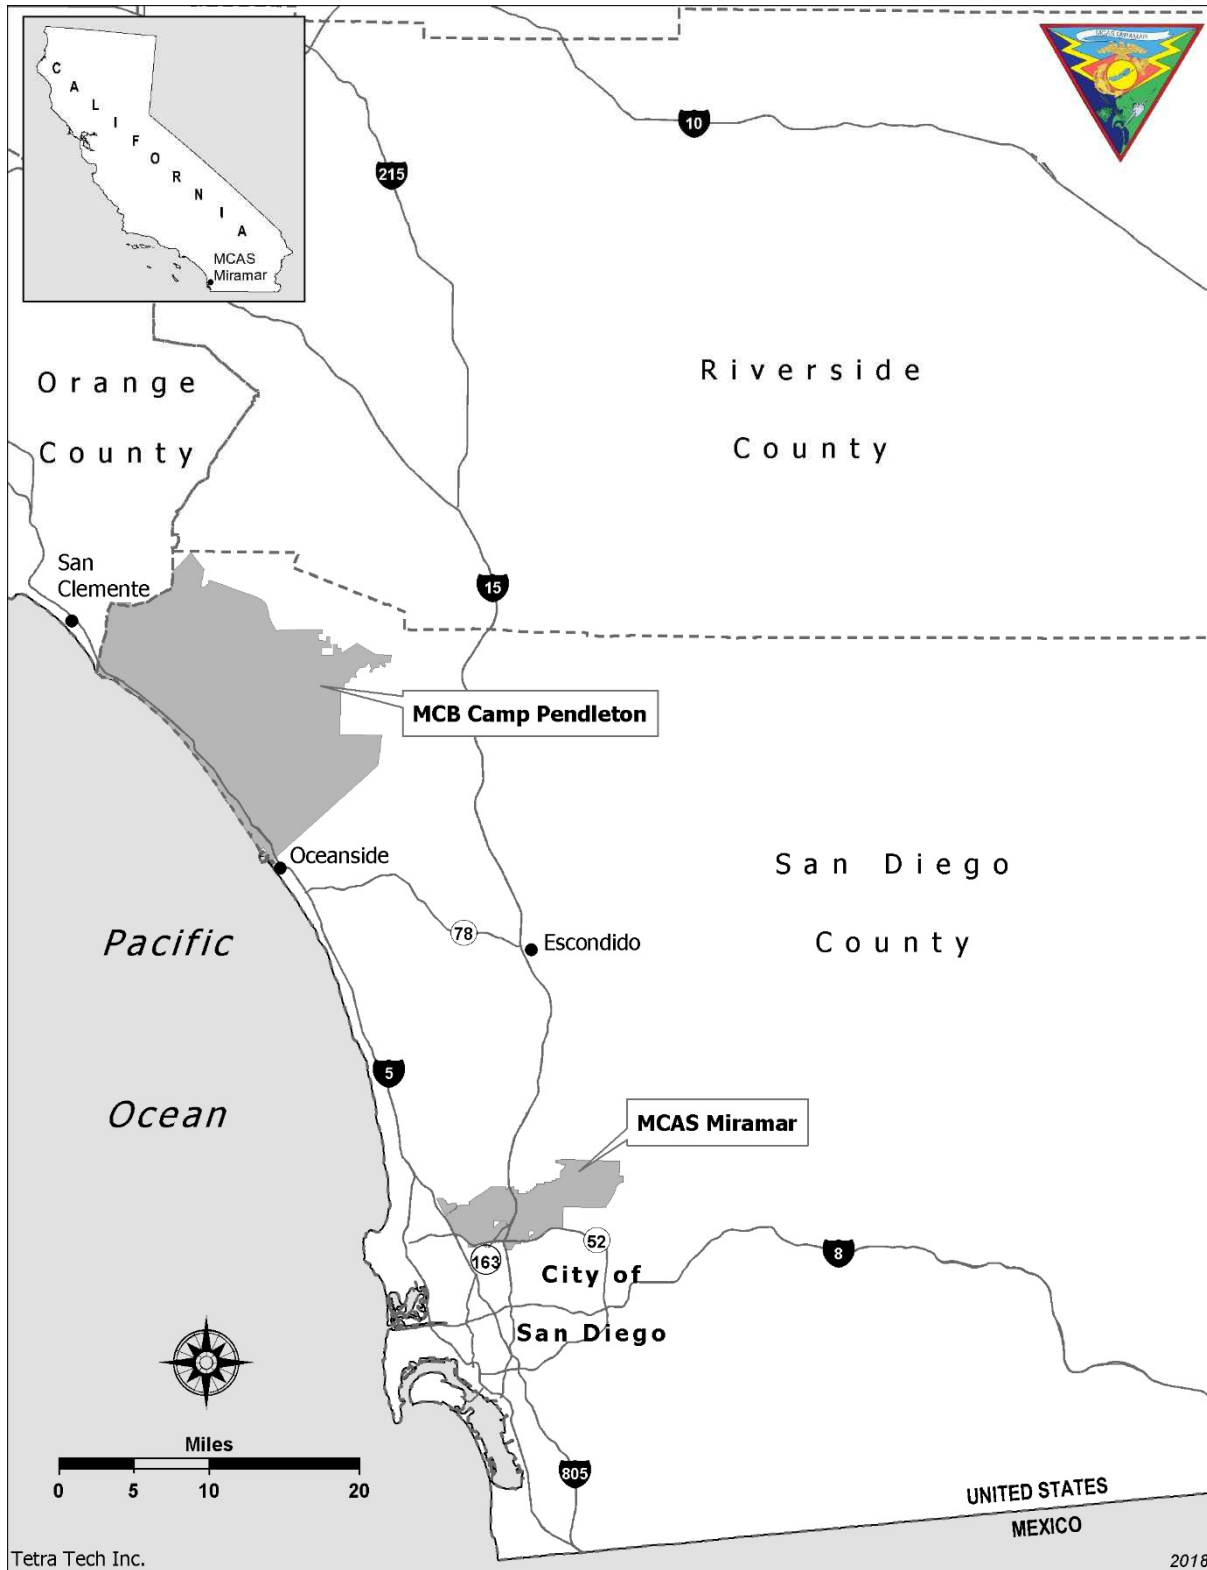 C A L I F O R N I A
MCAS
Miramar
MCAS MIRAMAR
10
215
Orange
County
Riverside
County
San
Clemente
15
MCB Camp Pendleton
Oceanside
78
Escondido
San Diego
County
Pacific
Ocean
5
MCAS Miramar
52
163
8
City of
San Diego
Miles
0 5 10 20
805
UNITED STATES
MEXICO
Tetra Tech Inc.
2018